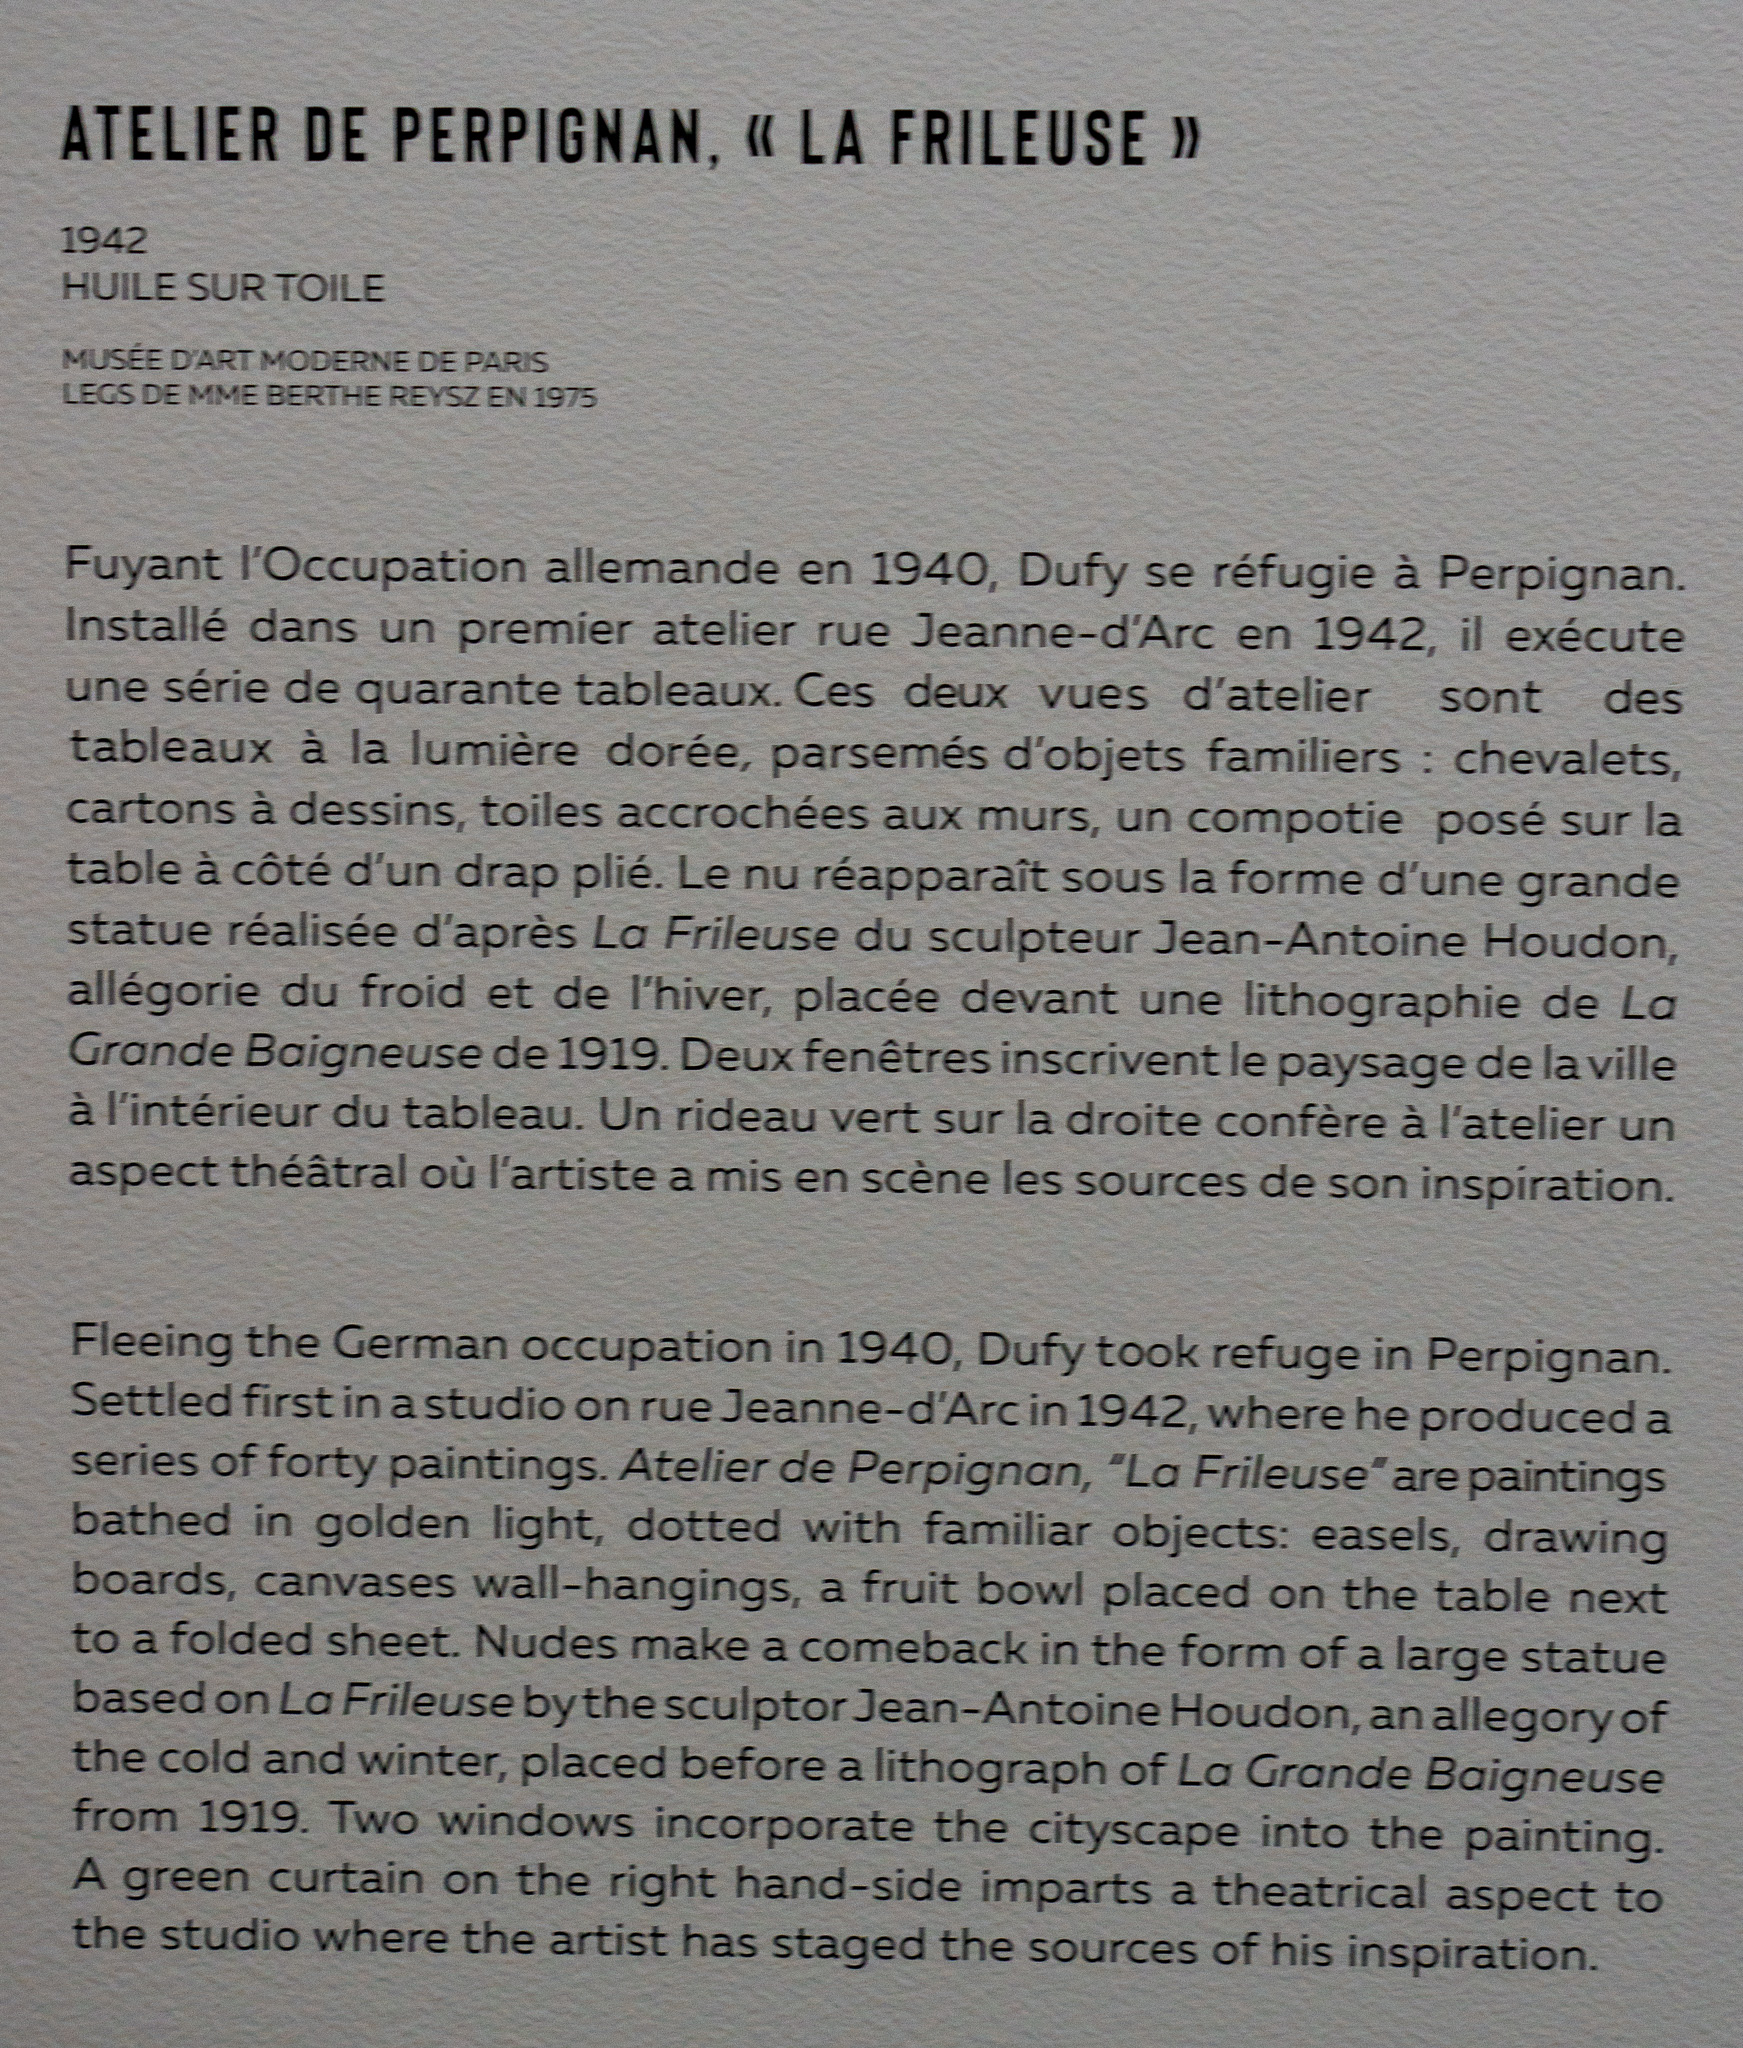 ATELIER DE PERPIGNAN, « LA FRILEUSE »
1942
HUILE SUR TOILE
MUSÉE D'ART MODERNE DE PARIS
LEGS DE MME BERTHE REYSZ EN 1975
Fuyant l'Occupation allemande en 1940, Dufy se réfugie à Perpignan.
Installé dans un premier atelier rue Jeanne-d'Arc en 1942, il exécute
une série de quarante tableaux. Ces deux vues d'atelier sont des
tableaux à la lumière dorée, parsemés d'objets familiers : chevalets,
cartons à dessins, toiles accrochées aux murs, un compotie posé sur la
table à côté d'un drap plié. Le nu réapparaît sous la forme d'une grande
statue réalisée d'après La Frileuse du sculpteur Jean-Antoine Houdon,
allégorie du froid et de l'hiver, placée devant une lithographie de La
Grande Baigneuse de 1919. Deux fenêtres inscrivent le paysage de la ville
à l'intérieur du tableau. Un rideau vert sur la droite confère à l'atelier un
aspect théâtral où l'artiste a mis en scène les sources de son inspiration.
Fleeing the German occupation in 1940, Dufy took refuge in Perpignan.
Settled first in a studio on rue Jeanne-d'Arc in 1942, where he produced a
series of forty paintings. Atelier de Perpignan, "La Frileuse" are paintings
bathed in golden light, dotted with familiar objects: easels, drawing
boards, canvases wall-hangings, a fruit bowl placed on the table next
to a folded sheet. Nudes make a comeback in the form of a large statue
based on La Frileuse by the sculptor Jean-Antoine Houdon, an allegory of
the cold and winter, placed before a lithograph of La Grande Baigneuse
from 1919. Two windows incorporate the cityscape into the painting.
A green curtain on the right hand-side imparts a theatrical aspect to
the studio where the artist has staged the sources of his inspiration.